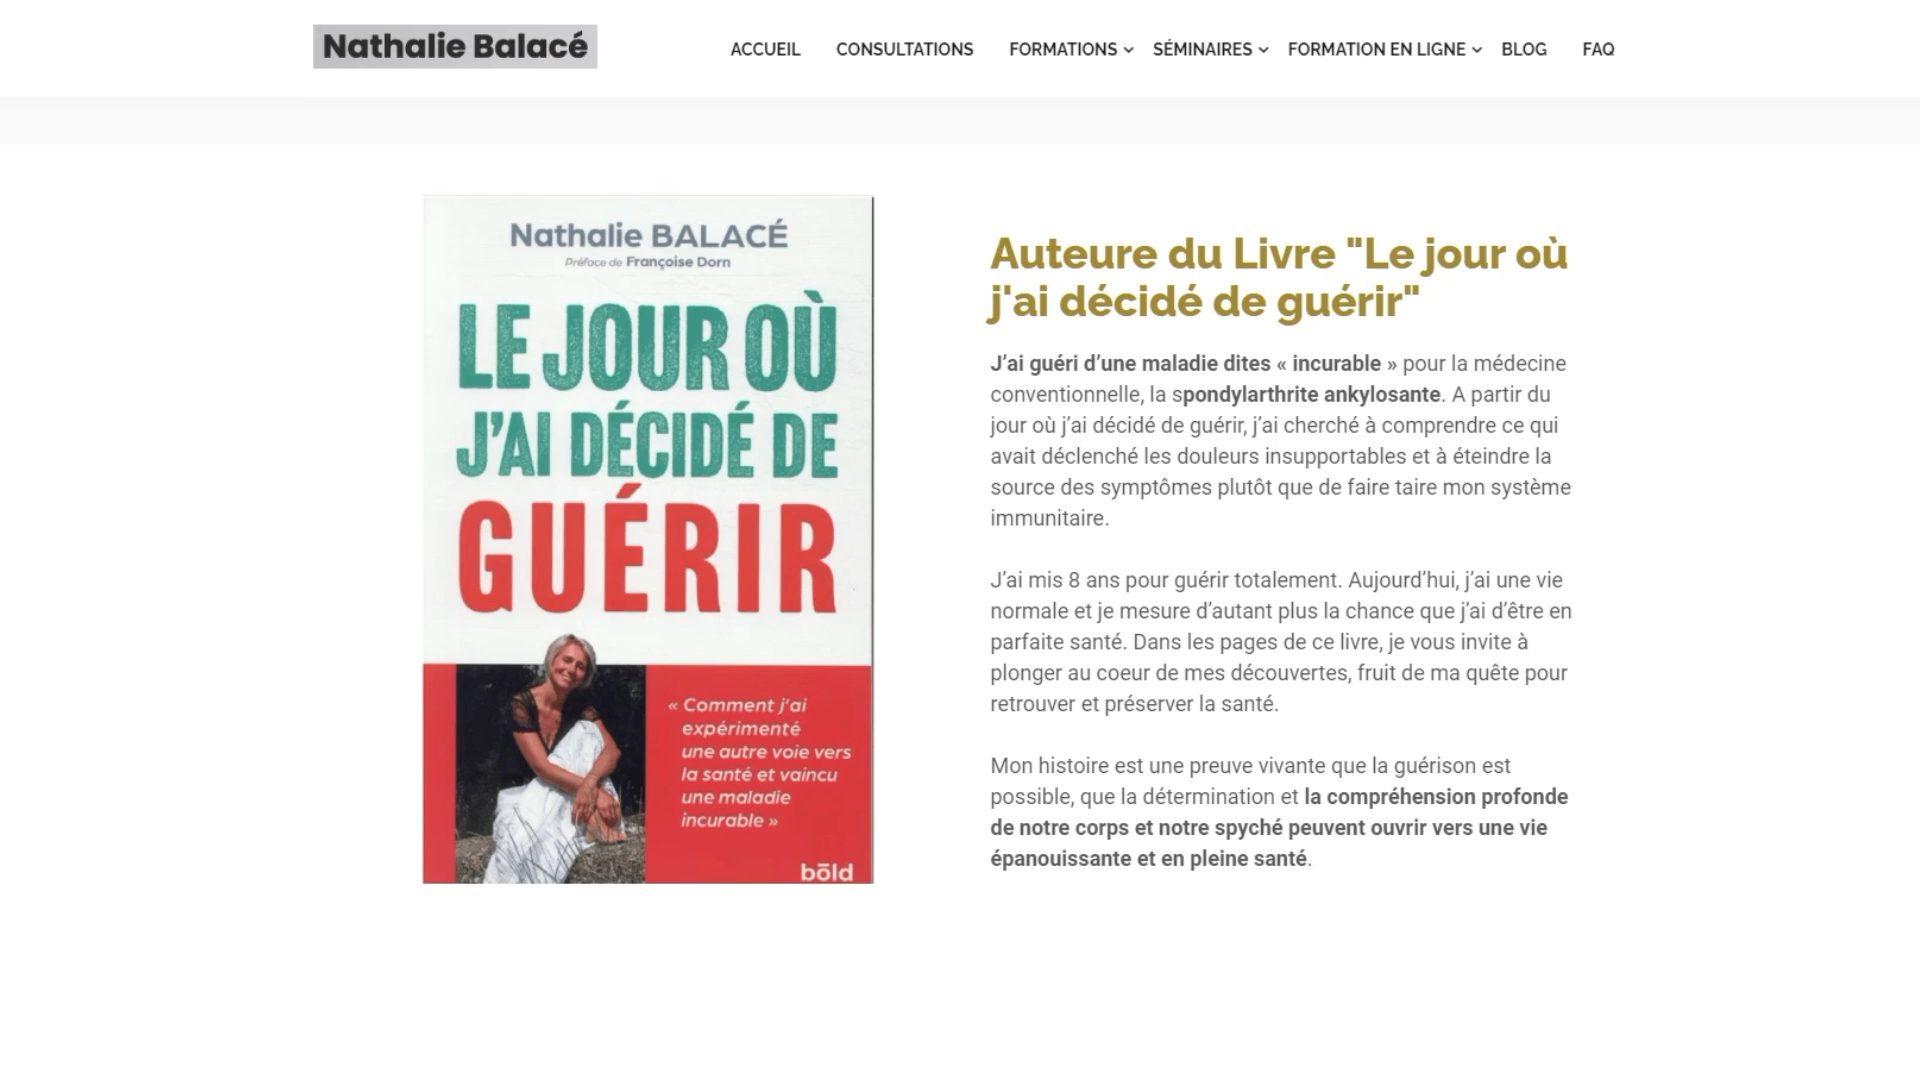 Nathalie Balacé
ACCUEIL CONSULTATIONS FORMATIONS SÉMINAIRES FORMATION EN LIGNE BLOG FAQ
Nathalie BALACÉ
Préface de Françoise Dorn
LE JOUR OÙ
J'AI DÉCIDÉ DE
GUÉRIR
« Comment j'ai
expérimenté
une autre voie vers
la santé et vaincu
une maladie
incurable »
bōld
Auteure du Livre "Le jour où
j'ai décidé de guérir"
J'ai guéri d'une maladie dites « incurable » pour la médecine
conventionnelle, la spondylarthrite ankylosante. A partir du
jour où j'ai décidé de guérir, j'ai cherché à comprendre ce qui
avait déclenché les douleurs insupportables et à éteindre la
source des symptômes plutôt que de faire taire mon système
immunitaire.
J'ai mis 8 ans pour guérir totalement. Aujourd'hui, j'ai une vie
normale et je mesure d'autant plus la chance que j'ai d'être en
parfaite santé. Dans les pages de ce livre, je vous invite à
plonger au coeur de mes découvertes, fruit de ma quête pour
retrouver et préserver la santé.
Mon histoire est une preuve vivante que la guérison est
possible, que la détermination et la compréhension profonde
de notre corps et notre spyché peuvent ouvrir vers une vie
épanouissante et en pleine santé.